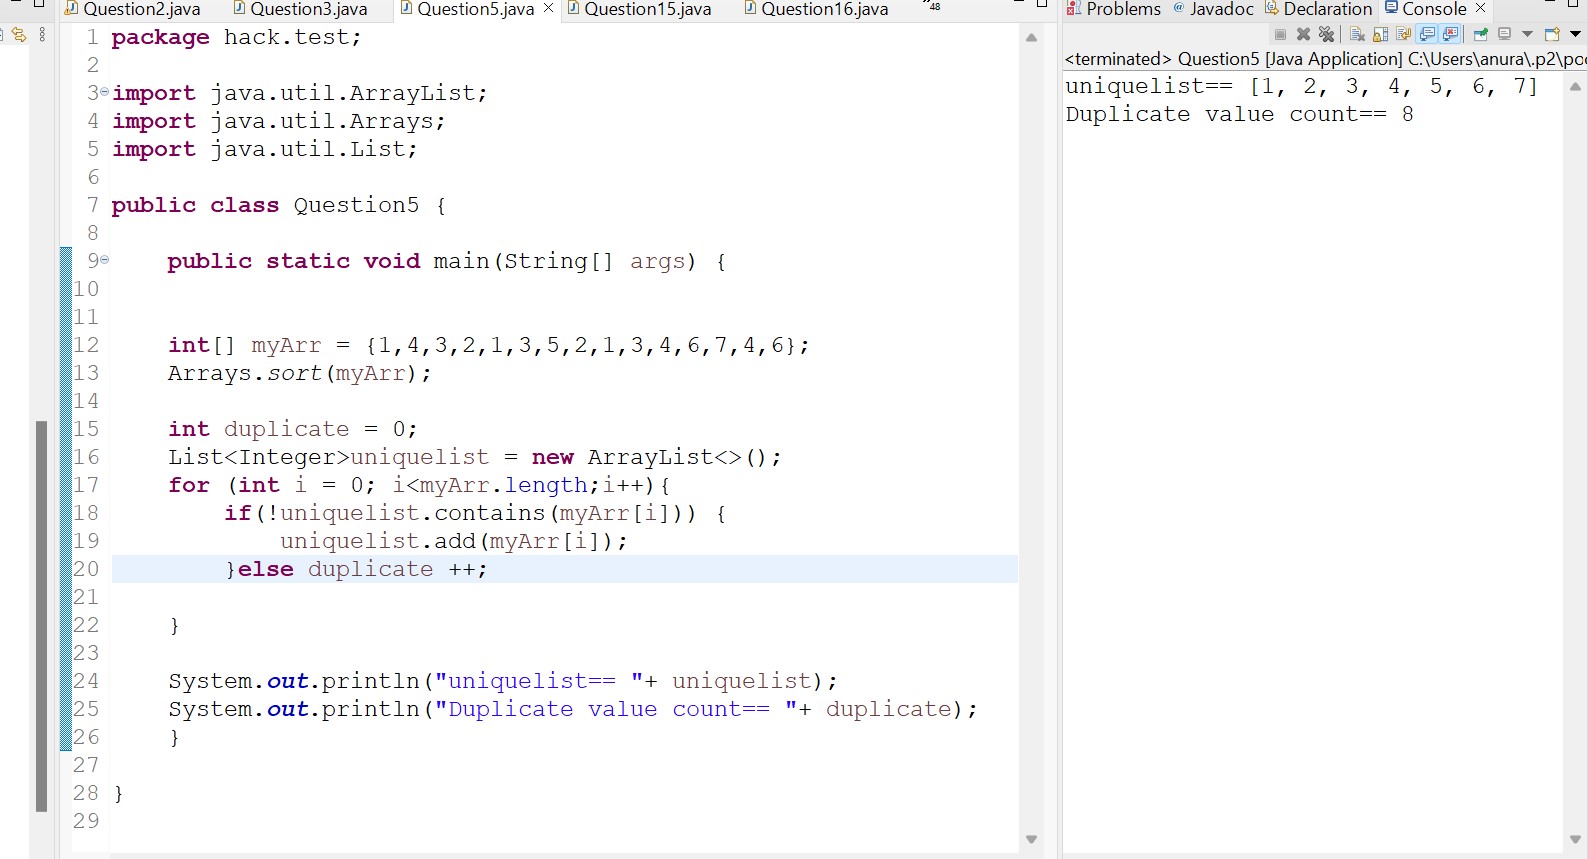 Question2.java Question3.java Question5.java Question15.java Question16.java 48
1 package hack.test;
2
3 import java.util.ArrayList;
4 import java.util.Arrays;
5 import java.util.List;
6
7 public class Question5 {
8
9 public static void main(String[] args) {
10
11
12 int[] myArr = {1,4,3,2,1,3,5,2,1,3,4,6,7,4,6};
13 Arrays.sort(myArr);
14
15 int duplicate = 0;
16 List<Integer>uniquelist = new ArrayList<>();
17 for (int i = 0; i<myArr.length;i++){
18 if(!uniquelist.contains(myArr[i])) {
19 uniquelist.add(myArr[i]);
20 }else duplicate ++;
21
22 }
23
24 System.out.println("uniquelist== "+ uniquelist);
25 System.out.println("Duplicate value count== "+ duplicate);
26 }
27
28 }
29
Problems @ Javadoc Declaration Console
<terminated> Question5 [Java Application] C:\Users\anura\.p2\poo
uniquelist== [1, 2, 3, 4, 5, 6, 7]
Duplicate value count== 8